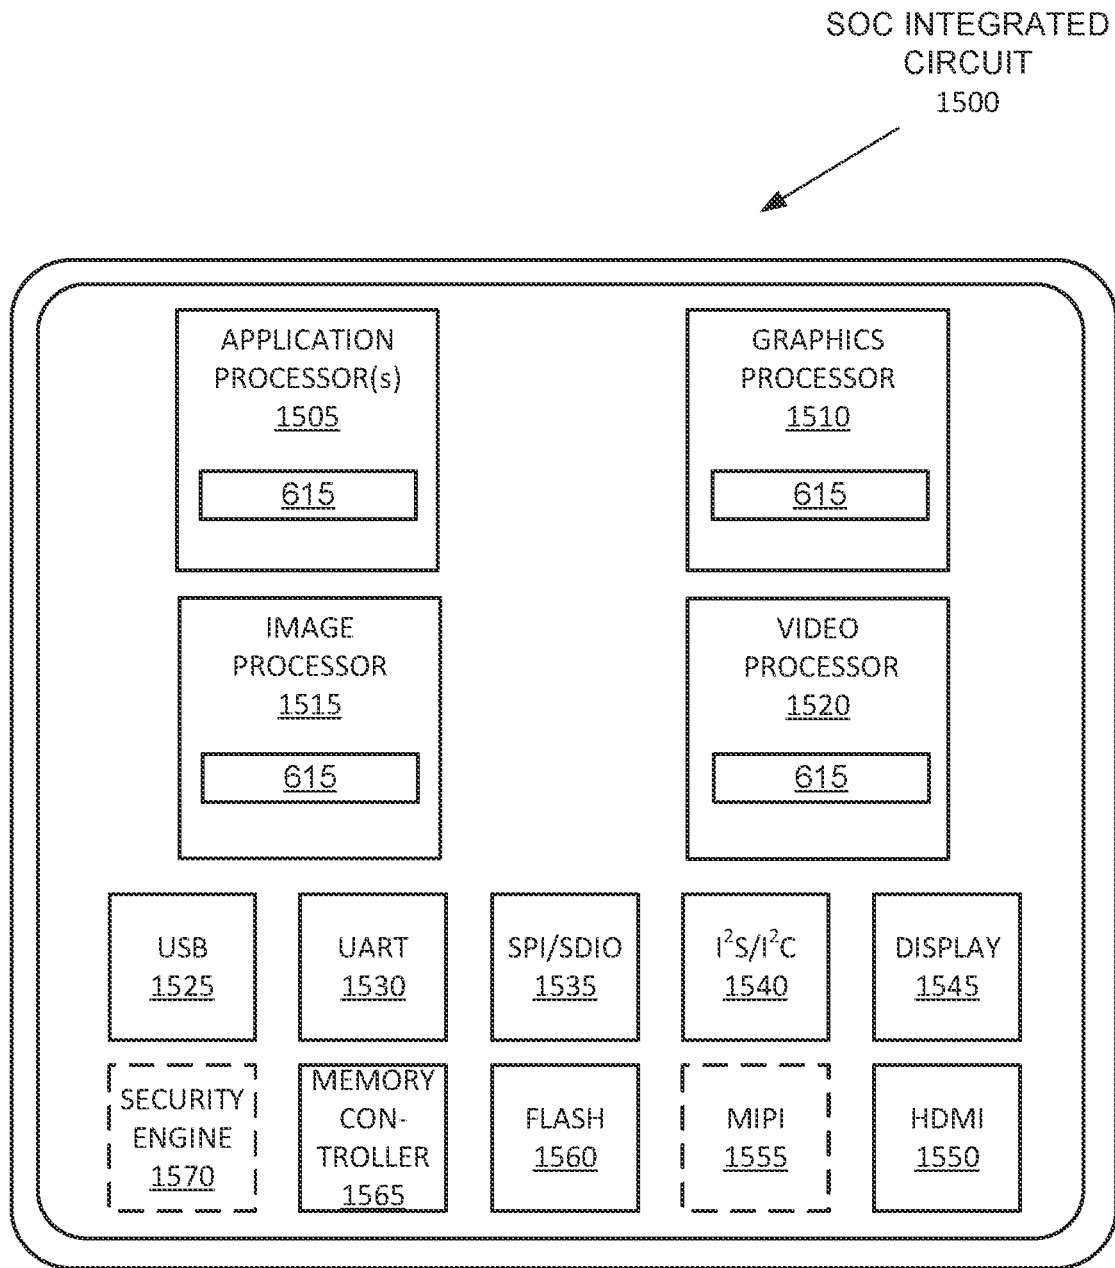 SOC INTEGRATED
CIRCUIT
1500
APPLICATION
PROCESSOR(s)
1505
615
GRAPHICS
PROCESSOR
1510
615
IMAGE
PROCESSOR
1515
615
VIDEO
PROCESSOR
1520
615
USB
1525
UART
1530
SPI/SDIO
1535
I²S/I²C
1540
DISPLAY
1545
SECURITY
ENGINE
1570
MEMORY
CON-
TROLLER
1565
FLASH
1560
MIPI
1555
HDMI
1550